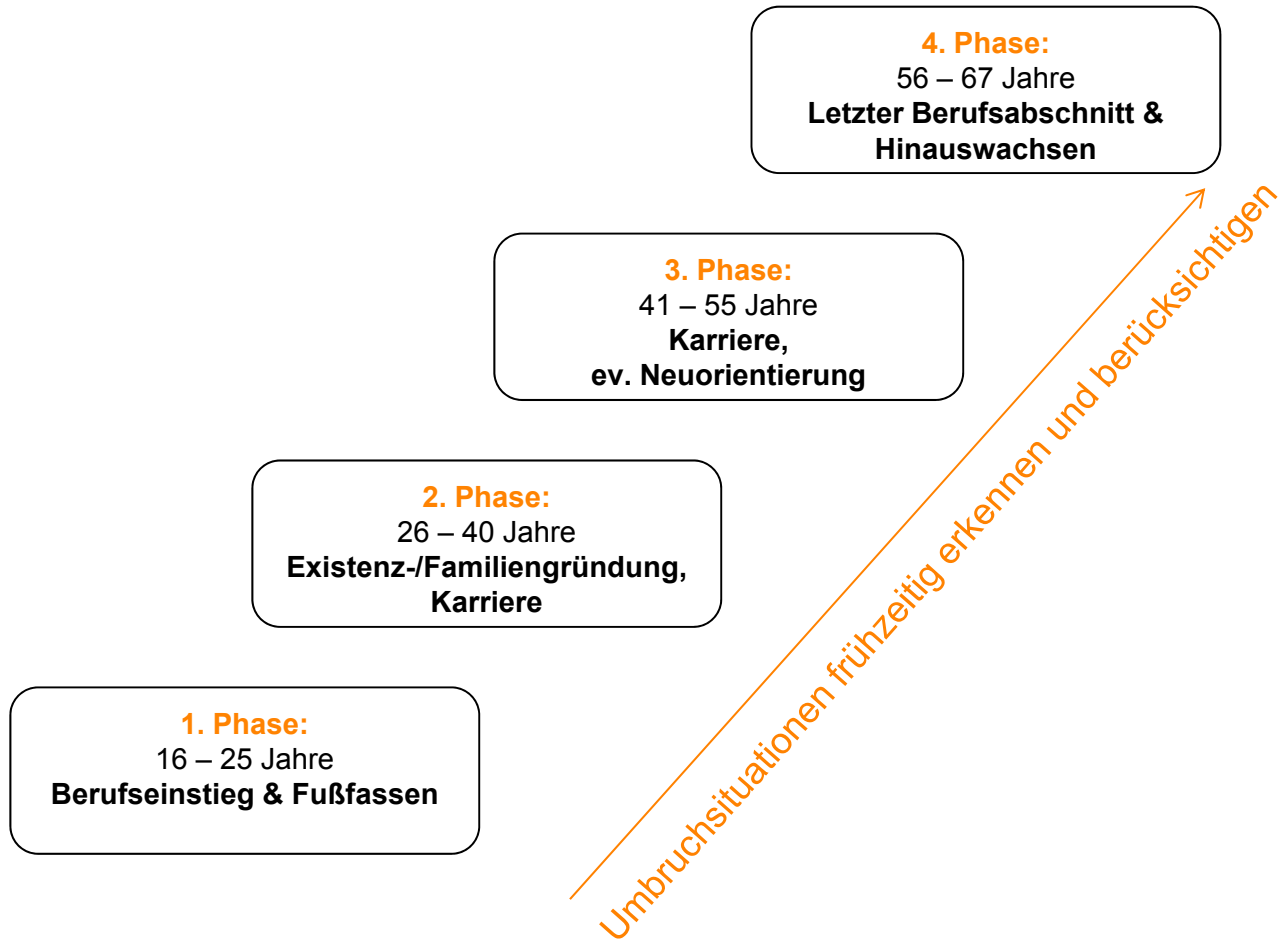 4. Phase:
56 – 67 Jahre
Letzter Berufsabschnitt &
Hinauswachsen
3. Phase:
41 – 55 Jahre
Karriere,
ev. Neuorientierung
2. Phase:
26 – 40 Jahre
Existenz-/Familiengründung,
Karriere
1. Phase:
16 – 25 Jahre
Berufseinstieg & Fußfassen
Umbruchsituationen frühzeitig erkennen und berücksichtigen